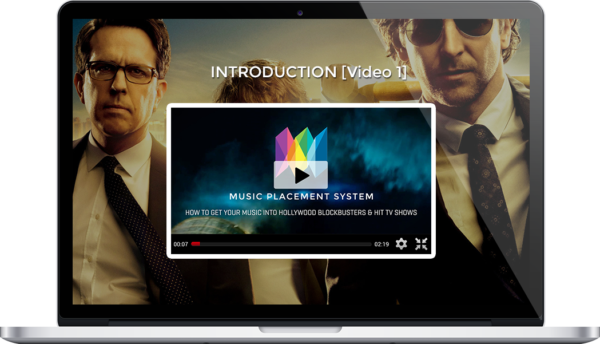 INTRODUCTION [Video 1]
MUSIC PLACEMENT SYSTEM
HOW TO GET YOUR MUSIC INTO HOLLYWOOD BLOCKBUSTERS & HIT TV SHOWS
00:07 02:19